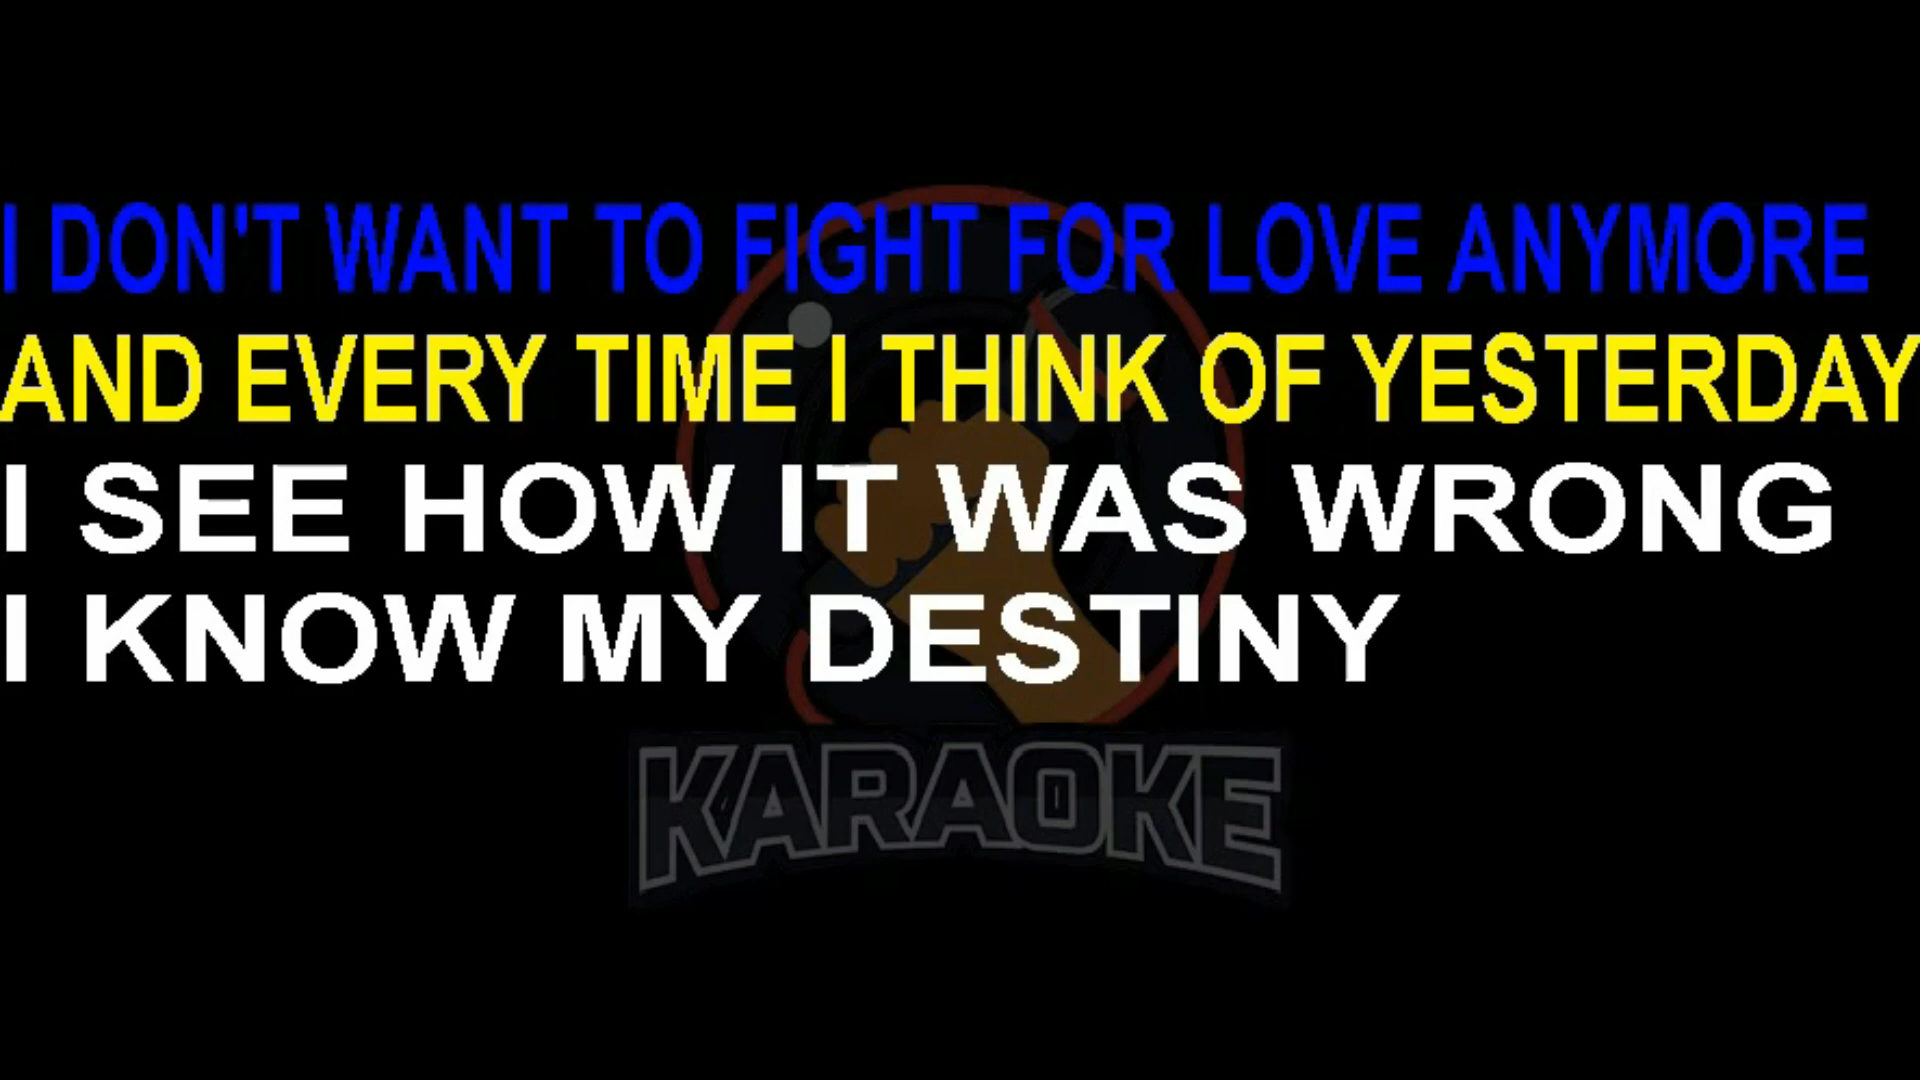 I DON'T WANT TO FIGHT FOR LOVE ANYMORE
AND EVERY TIME I THINK OF YESTERDAY
I SEE HOW IT WAS WRONG
I KNOW MY DESTINY
KARAOKE